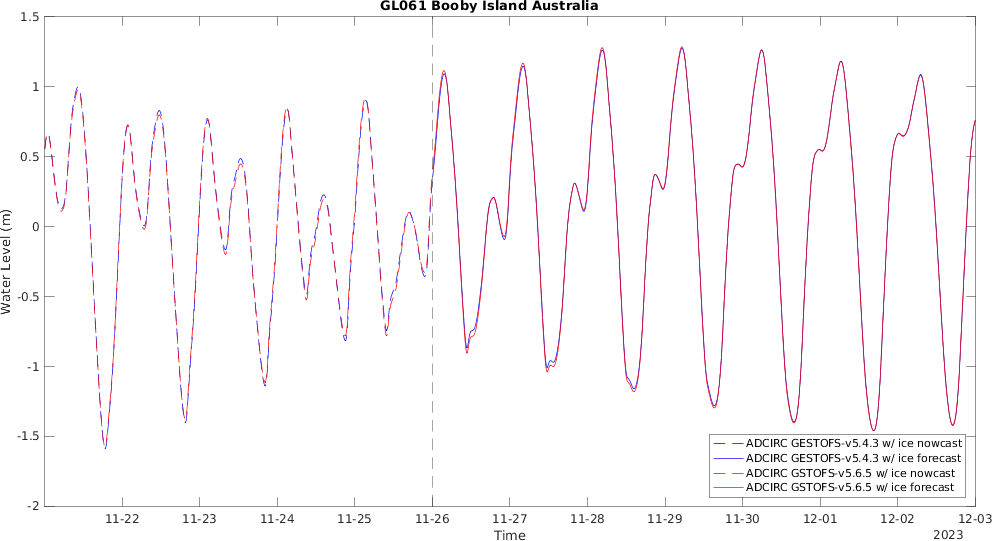 GL061 Booby Island Australia
1.5
1
0.5
0
-0.5
-1
-1.5
-2
Water Level (m)
ADCIRC GESTOFS-v5.4.3 w/ ice nowcast
ADCIRC GESTOFS-v5.4.3 w/ ice forecast
ADCIRC GSTOFS-v5.6.5 w/ ice nowcast
ADCIRC GSTOFS-v5.6.5 w/ ice forecast
11-22 11-23 11-24 11-25 11-26 11-27 11-28 11-29 11-30 12-01 12-02 12-03
Time
2023